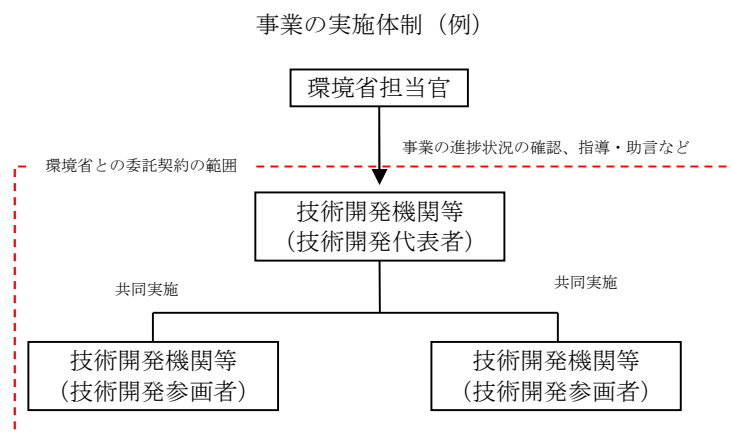 事業の実施体制（例）
環境省担当官
事業の進捗状況の確認、指導・助言など
環境省との委託契約の範囲
技術開発機関等
（技術開発代表者）
共同実施
共同実施
技術開発機関等
（技術開発参画者）
技術開発機関等
（技術開発参画者）